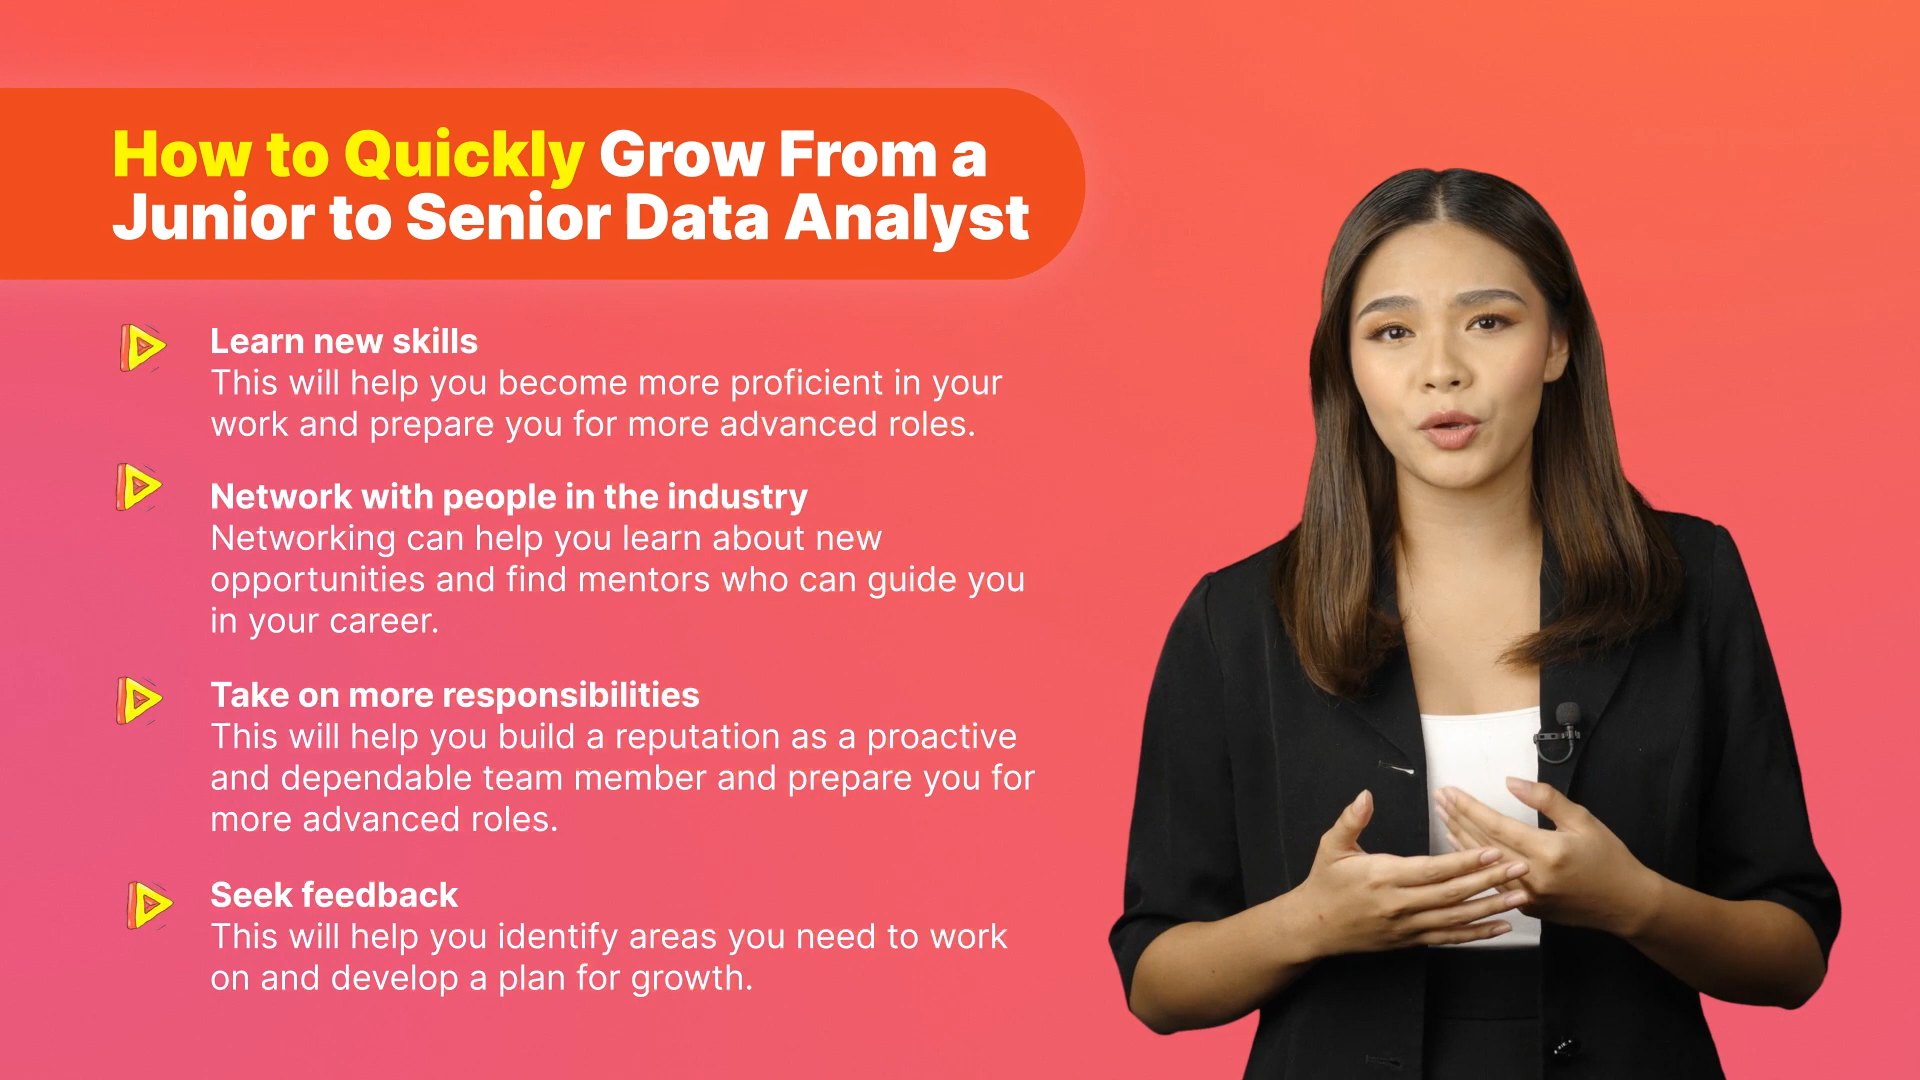 How to Quickly Grow From a
Junior to Senior Data Analyst
Learn new skills
This will help you become more proficient in your
work and prepare you for more advanced roles.
Network with people in the industry
Networking can help you learn about new
opportunities and find mentors who can guide you
in your career.
Take on more responsibilities
This will help you build a reputation as a proactive
and dependable team member and prepare you for
more advanced roles.
Seek feedback
This will help you identify areas you need to work
on and develop a plan for growth.